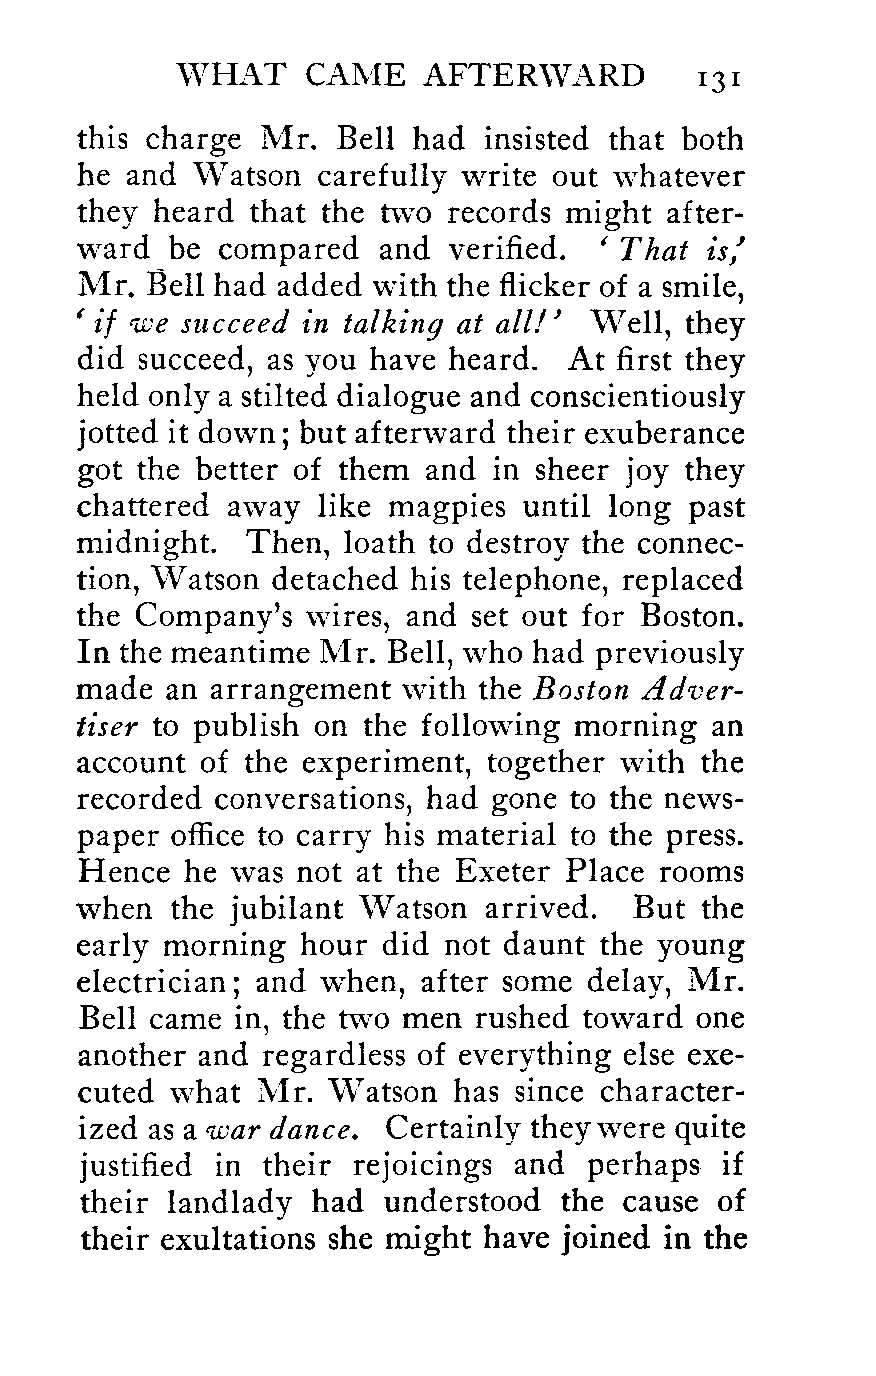 WHAT CAME AFTERWARD 131
this charge Mr. Bell had insisted that both
he and Watson carefully write out whatever
they heard that the two records might after-
ward be compared and verified. ‘That is,’
Mr. Bell had added with the flicker of a smile,
‘if we succeed in talking at all!’ Well, they
did succeed, as you have heard. At first they
held only a stilted dialogue and conscientiously
jotted it down; but afterward their exuberance
got the better of them and in sheer joy they
chattered away like magpies until long past
midnight. Then, loath to destroy the connec-
tion, Watson detached his telephone, replaced
the Company's wires, and set out for Boston.
In the meantime Mr. Bell, who had previously
made an arrangement with the Boston Adver-
tiser to publish on the following morning an
account of the experiment, together with the
recorded conversations, had gone to the news-
paper office to carry his material to the press.
Hence he was not at the Exeter Place rooms
when the jubilant Watson arrived. But the
early morning hour did not daunt the young
electrician; and when, after some delay, Mr.
Bell came in, the two men rushed toward one
another and regardless of everything else exe-
cuted what Mr. Watson has since character-
ized as a war dance. Certainly they were quite
justified in their rejoicings and perhaps if
their landlady had understood the cause of
their exultations she might have joined in the